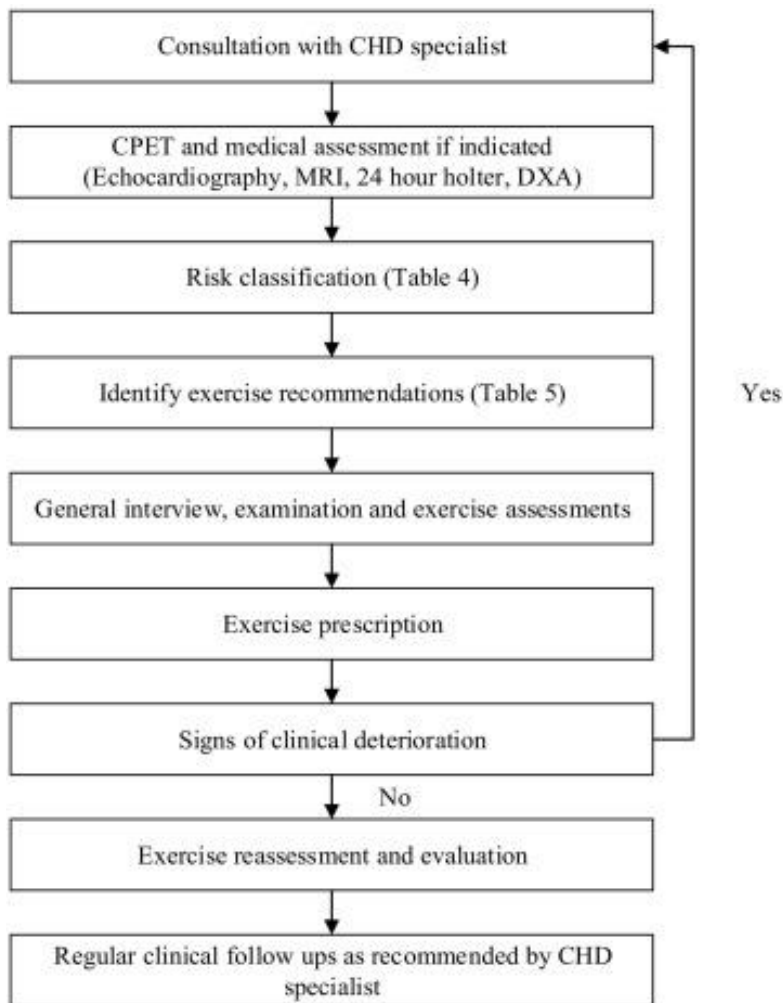 Consultation with CHD specialist
CPET and medical assessment if indicated
(Echocardiography, MRI, 24 hour holter, DXA)
Risk classification (Table 4)
Identify exercise recommendations (Table 5)
Yes
General interview, examination and exercise assessments
Exercise prescription
Signs of clinical deterioration
No
Exercise reassessment and evaluation
Regular clinical follow ups as recommended by CHD
specialist